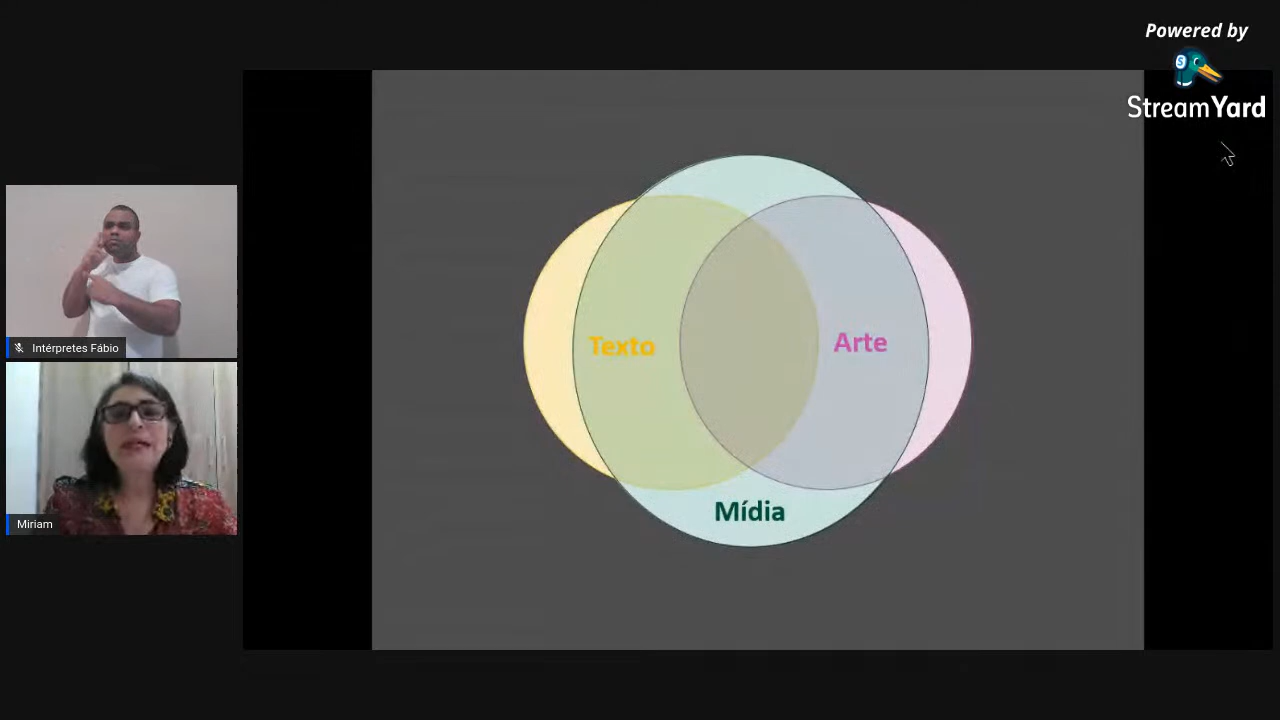 Powered by
StreamYard
Intérpretes Fábio
Miriam
Texto
Arte
Mídia